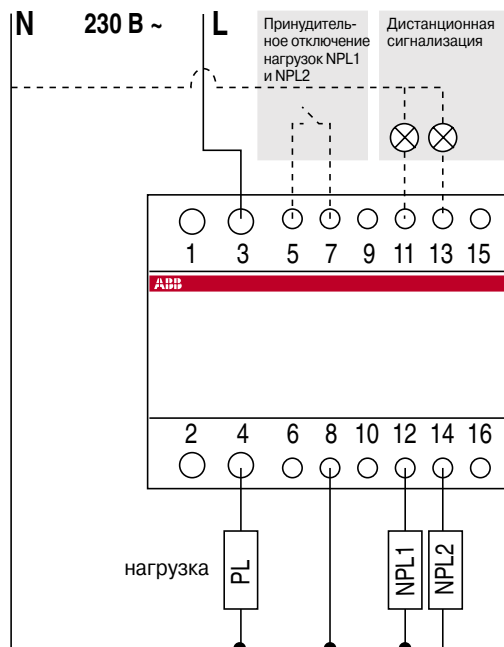 N 230 В ~ L
Принудитель-
ное отключение
нагрузок NPL1
и NPL2
Дистанционная
сигнализация
1 3 5 7 9 11 13 15
ABB
2 4 6 8 10 12 14 16
нагрузка
PL
NPL1
NPL2